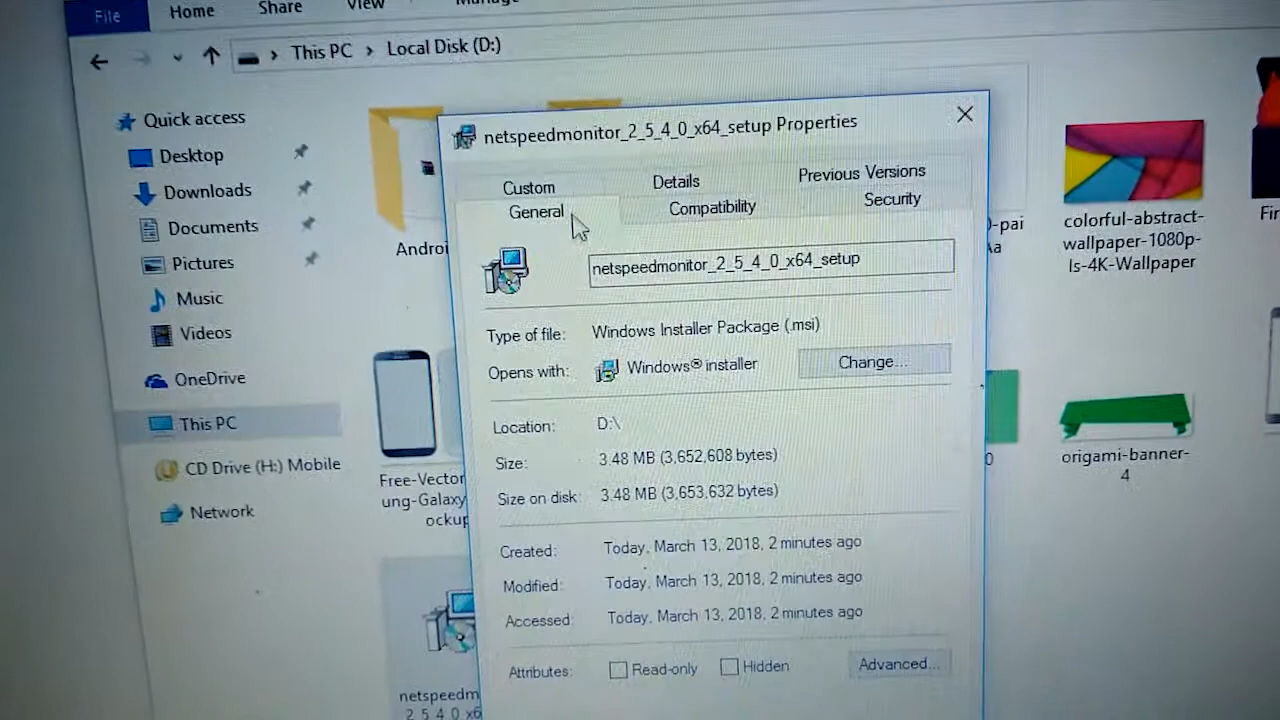 File
Home
Share
View
This PC > Local Disk (D:)
Quick access
Desktop
Downloads
Documents
Pictures
Music
Videos
OneDrive
This PC
CD Drive (H:) Mobile
Network
Androi
Free-Vector
ung-Galaxy
ockup
netspeedm
2_5_4_0_x6
netspeedmonitor_2_5_4_0_x64_setup Properties
Custom
Details
Previous Versions
General
Compatibility
Security
netspeedmonitor_2_5_4_0_x64_setup
Type of file: Windows Installer Package (.msi)
Opens with: Windows® installer Change...
Location: D:\
Size: 3.48 MB (3,652,608 bytes)
Size on disk: 3.48 MB (3,653,632 bytes)
Created: Today, March 13, 2018, 2 minutes ago
Modified: Today, March 13, 2018, 2 minutes ago
Accessed: Today, March 13, 2018, 2 minutes ago
Attributes: Read-only Hidden Advanced...
0-pai
colorful-abstract-
wallpaper-1080p-
ls-4K-Wallpaper
origami-banner-
4